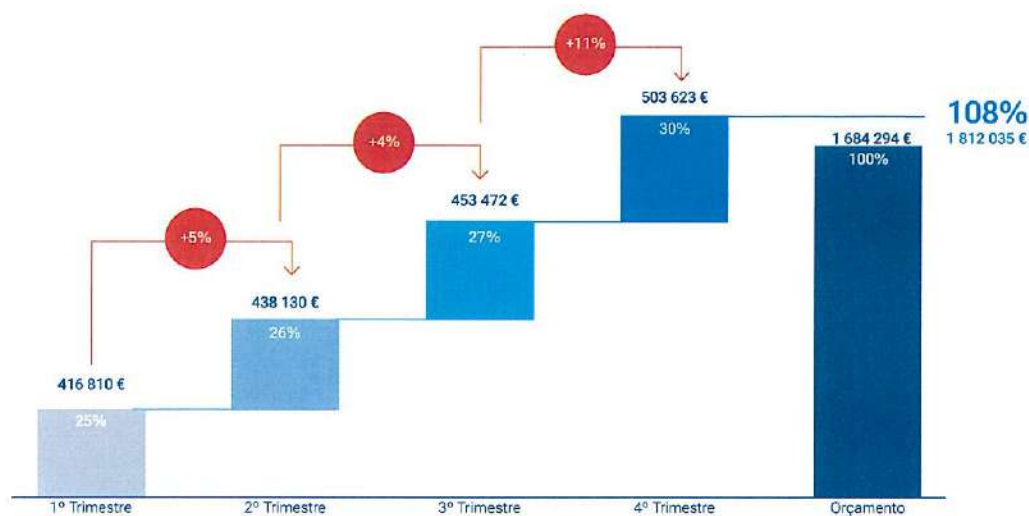 +11%
503 623 €
108%
30%
1 812 035 €
1 684 294 €
100%
+4%
453 472 €
27%
+5%
438 130 €
26%
416 810 €
25%
1º Trimestre
2º Trimestre
3º Trimestre
4º Trimestre
Orçamento